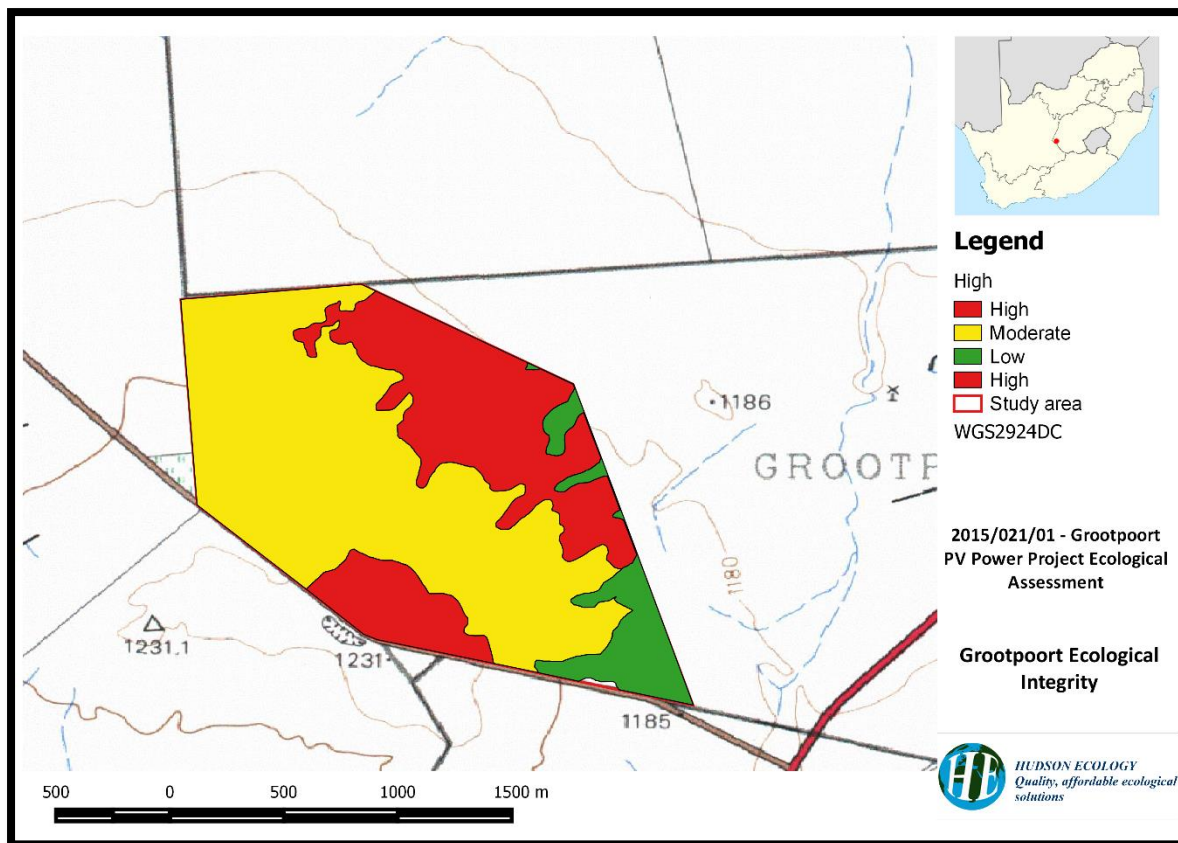 1186
GROOTP
1180
1231.1
1231
1185
500 0 500 1000 1500 m
Legend
High
High
Moderate
Low
High
Study area
WGS2924DC
2015/021/01 - Grootpoort
PV Power Project Ecological
Assessment
Grootpoort Ecological
Integrity
HE
HUDSON ECOLOGY
Quality, affordable ecological
solutions